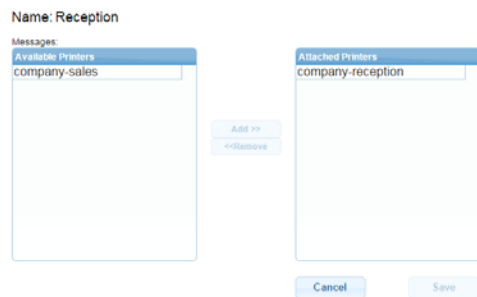 Name: Reception
Messages:
Available Printers
company-sales
Add >>
<<Remove
Attached Printers
company-reception
Cancel
Save